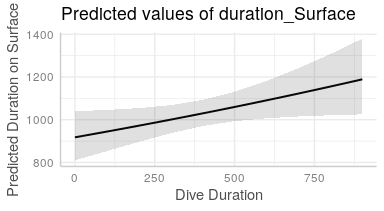 Predicted values of duration_Surface
Predicted Duration on Surface
1400
1200
1000
800
0 250 500 750
Dive Duration